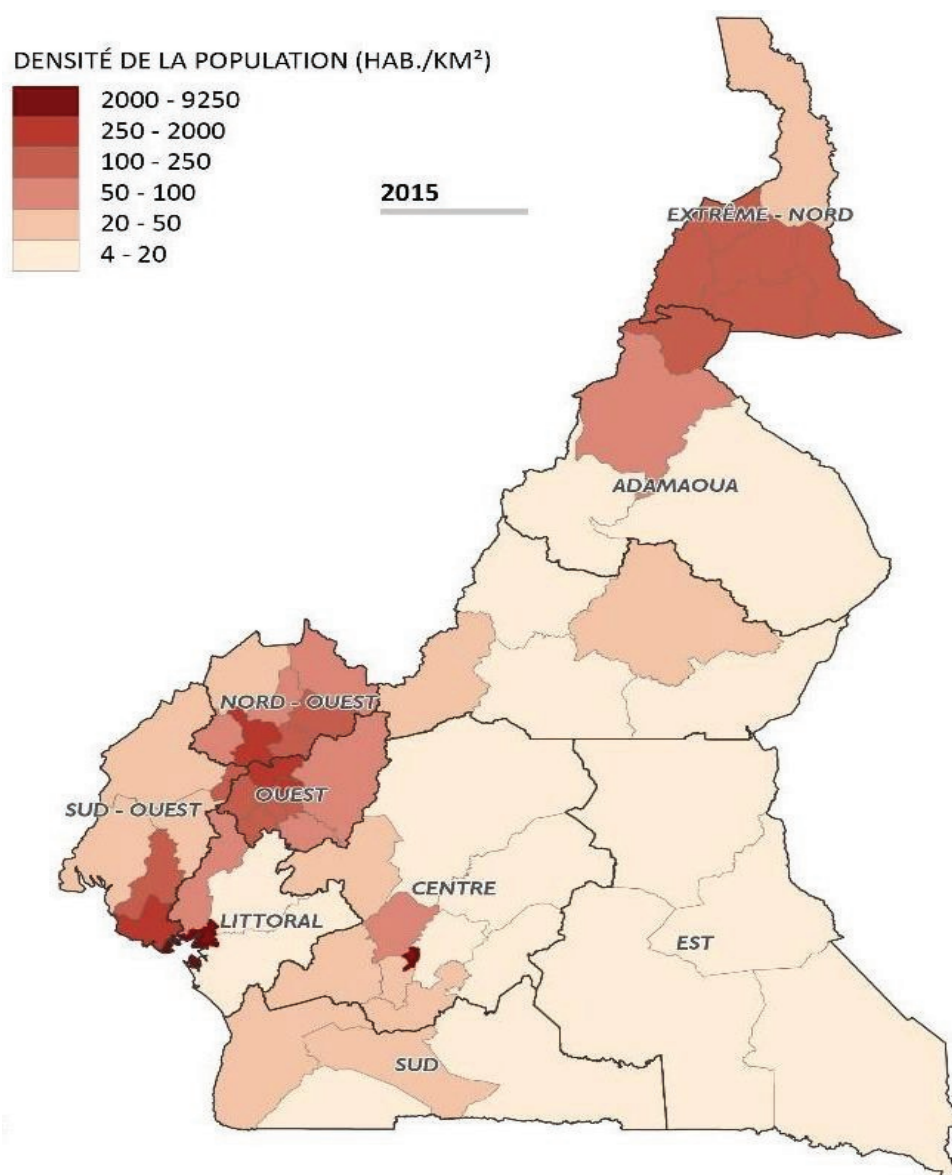 DENSITÉ DE LA POPULATION (HAB./KM²)
2000 - 9250
250 - 2000
100 - 250
50 - 100
20 - 50
4 - 20
2015
EXTRÊME - NORD
ADAMAOUA
NORD - OUEST
OUEST
SUD - OUEST
CENTRE
LITTORAL
EST
SUD